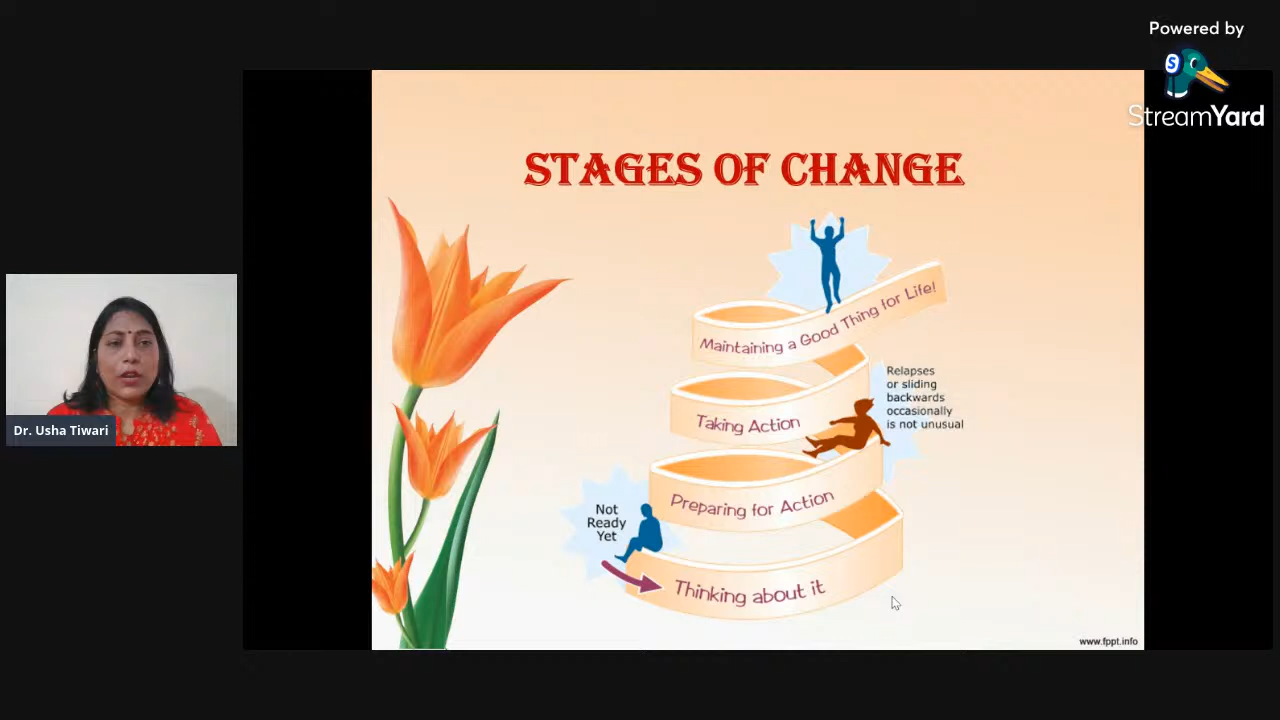 Powered by
StreamYard
STAGES OF CHANGE
Maintaining a Good Thing for Life!
Relapses
or sliding
backwards
occasionally
is not unusual
Taking Action
Preparing for Action
Not
Ready
Yet
Thinking about it
Dr. Usha Tiwari
www.fppt.info